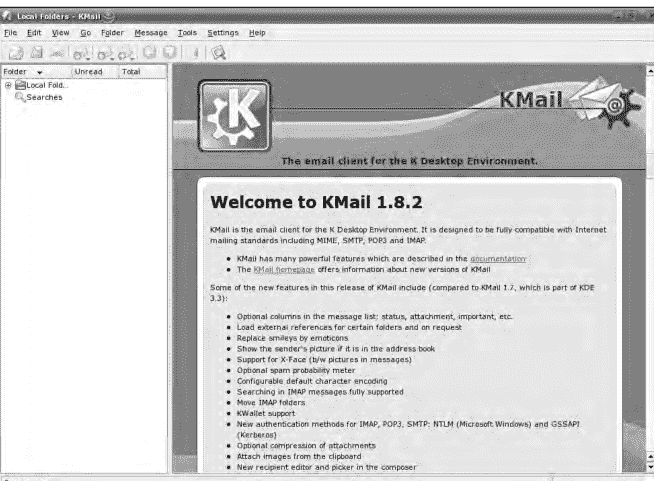 Local Folders - KMail
File Edit View Go Folder Message Tools Settings Help
Folder Unread Total
Local Fold..
Searches
KMail
The email client for the K Desktop Environment.
Welcome to KMail 1.8.2
KMail is the email client for the K Desktop Environment. It is designed to be fully compatible with Internet
mailing standards including MIME, SMTP, POP3 and IMAP.
• KMail has many powerful features which are described in the documentation
• The KMail homepage offers information about new versions of KMail
Some of the new features in this release of KMail include (compared to KMail 1.7, which is part of KDE
3.3):
• Optional columns in the message list: status, attachment, important, etc.
• Load external references for certain folders and on request
• Replace smileys by emoticons
• Show the sender's picture if it is in the address book
• Support for X-Face (b/w pictures in messages)
• Optional spam probability meter
• Configurable default character encoding
• Searching in IMAP messages fully supported
• Move IMAP folders
• KWallet support
• New authentication methods for IMAP, POP3, SMTP: NTLM (Microsoft Windows) and GSSAPI
(Kerberos)
• Optional compression of attachments
• Attach images from the clipboard
• New recipient editor and picker in the composer